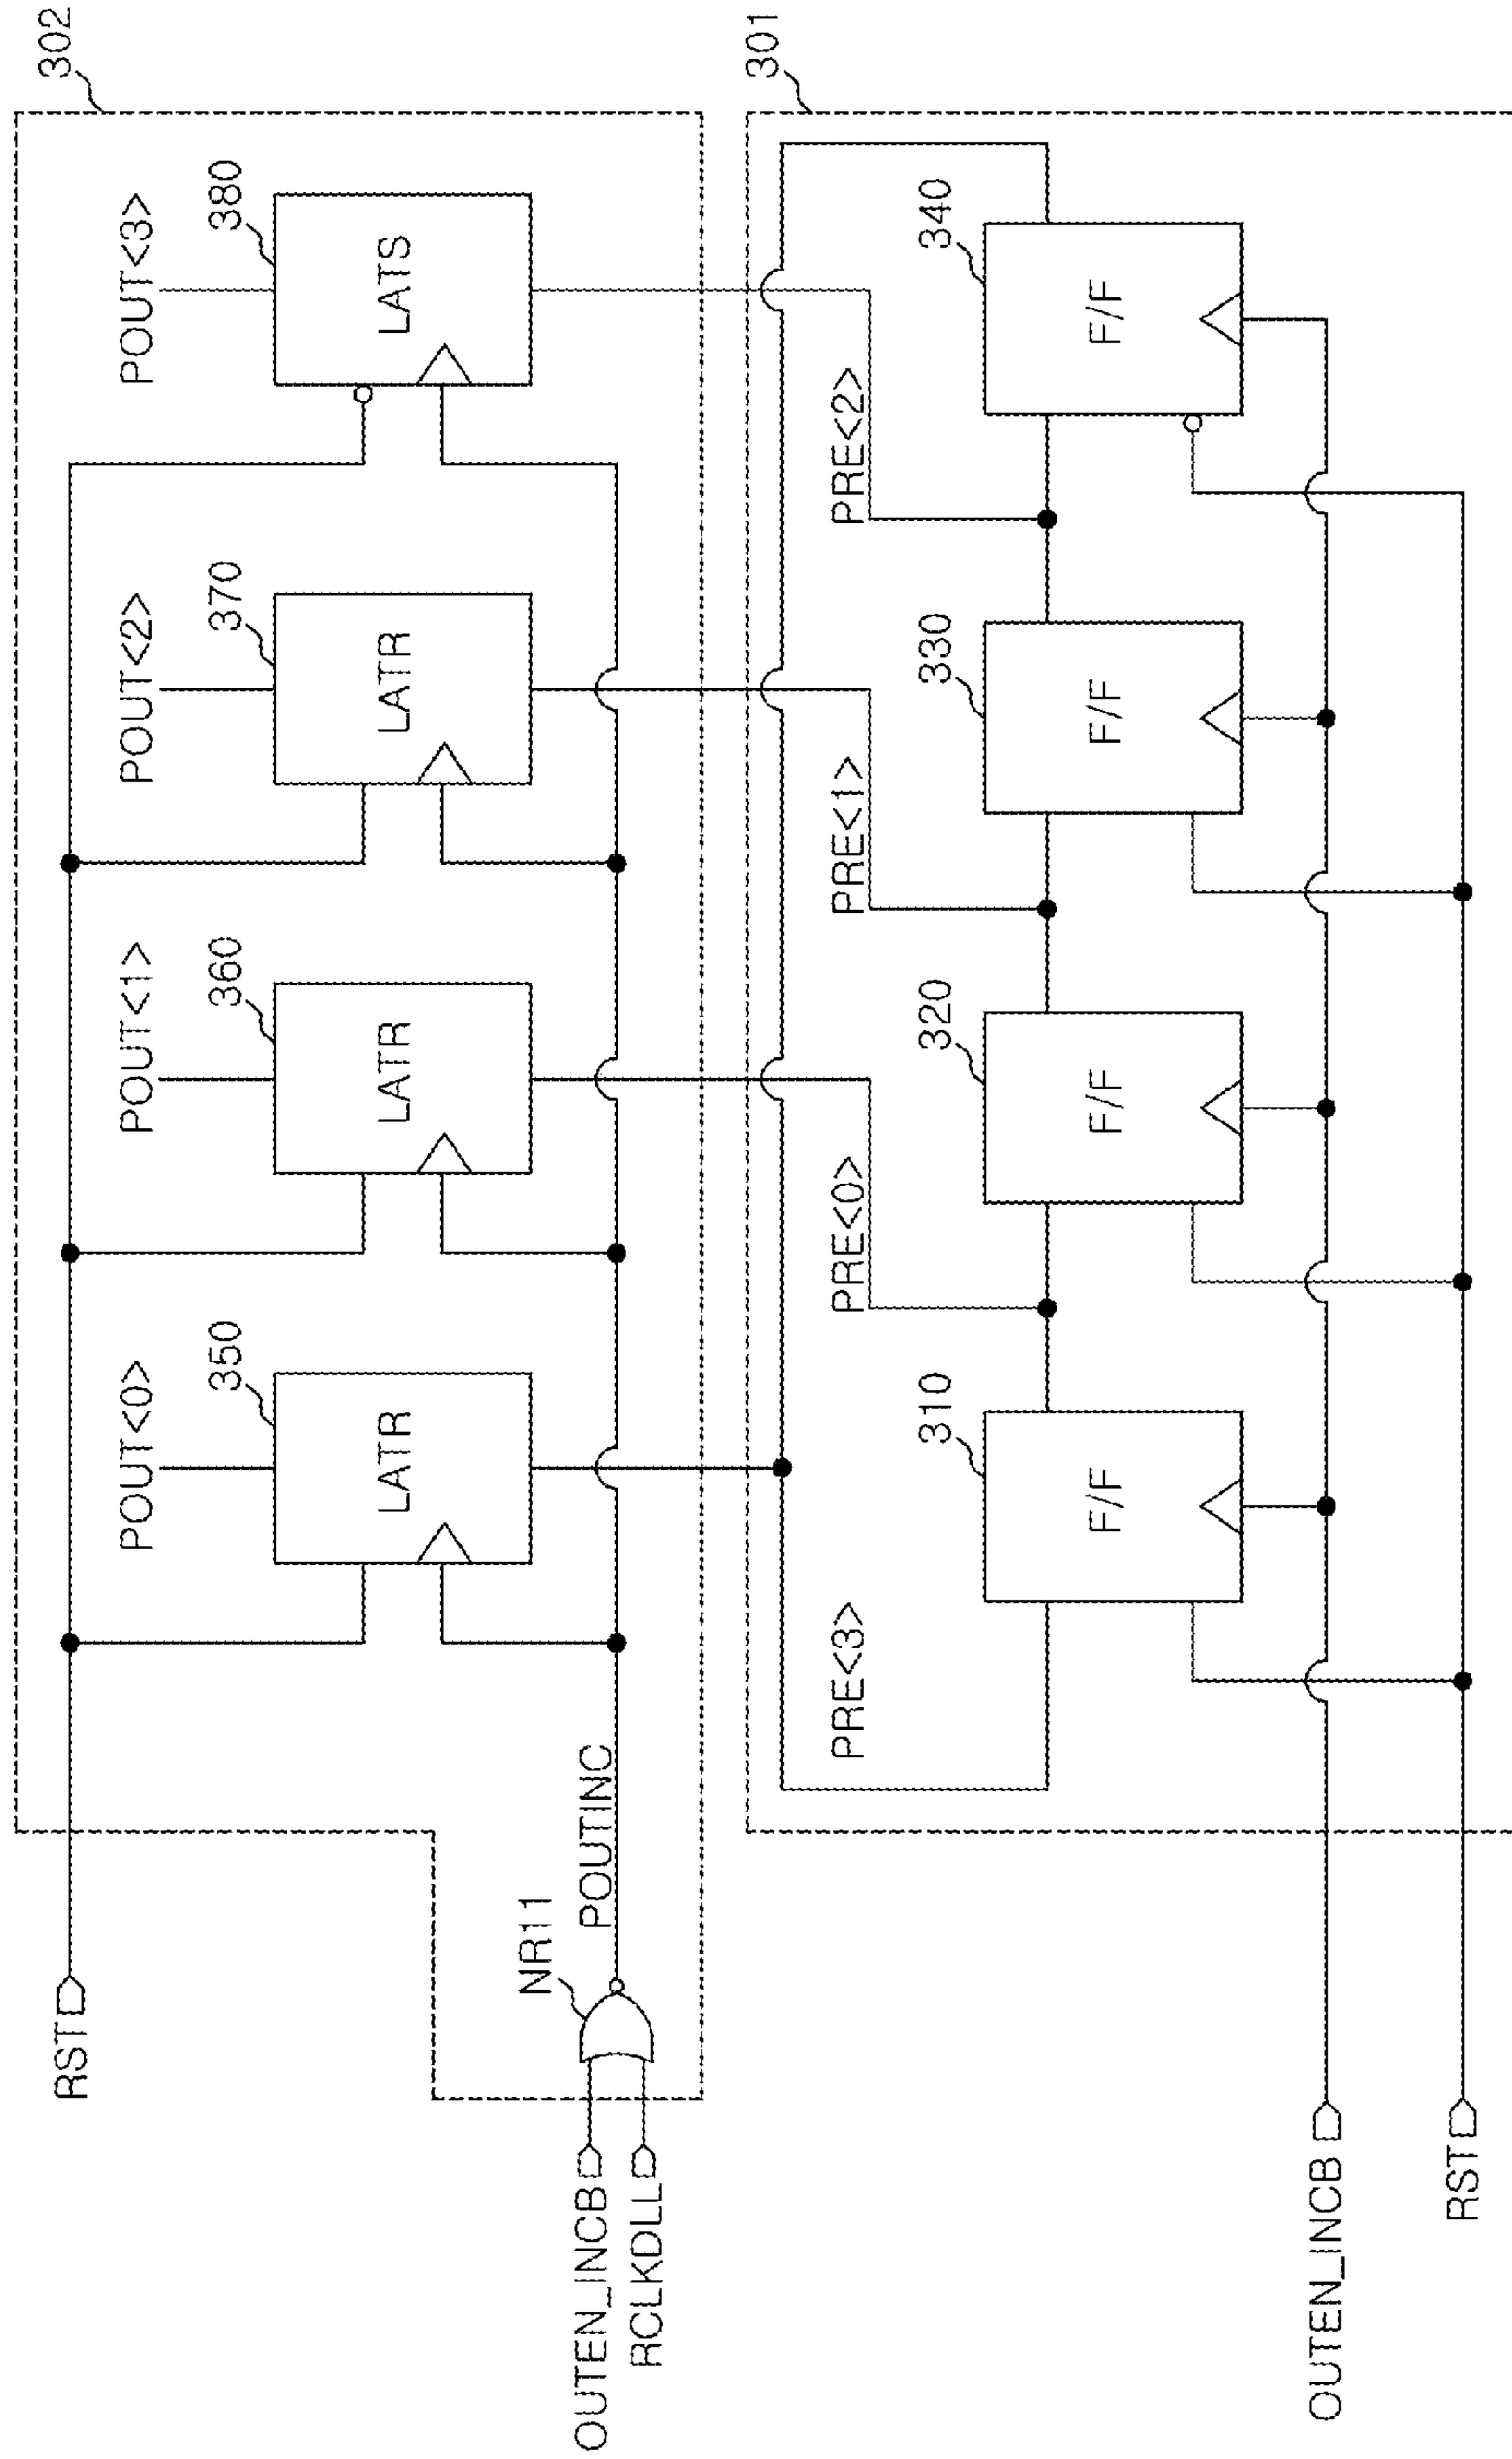 302
RST
POUT<0>
POUT<1>
POUT<2>
POUT<3>
350
360
370
380
LATR
LATR
LATR
LATS
NR11
POUTINC
OUTEN_INCB
RCLKDLL
301
PRE<3>
PRE<0>
PRE<1>
PRE<2>
310
320
330
340
F/F
F/F
F/F
F/F
OUTEN_INCB
RST